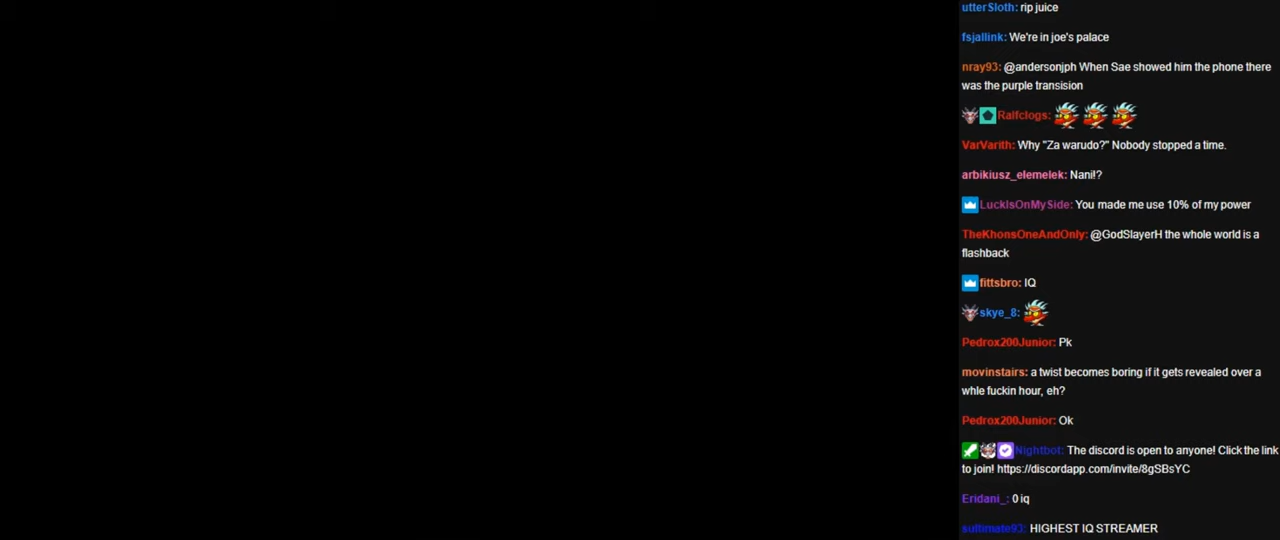 utterSloth: rip juice
fsjallink: We're in joe's palace
nray93: @andersonjph When Sae showed him the phone there
was the purple transision
Ralfclogs:
VarVarith: Why "Za warudo?" Nobody stopped a time.
arbikiusz_elemelek: Nani!?
LuckIsOnMySide: You made me use 10% of my power
TheKhonsOneAndOnly: @GodSlayerH the whole world is a
flashback
fittsbro: IQ
skye_8:
Pedrox200Junior: Pk
movinstairs: a twist becomes boring if it gets revealed over a
whle fuckin hour, eh?
Pedrox200Junior: Ok
Nightbot: The discord is open to anyone! Click the link
to join! https://discordapp.com/invite/8gSBsYC
Eridani_: 0 iq
sultimate93: HIGHEST IQ STREAMER